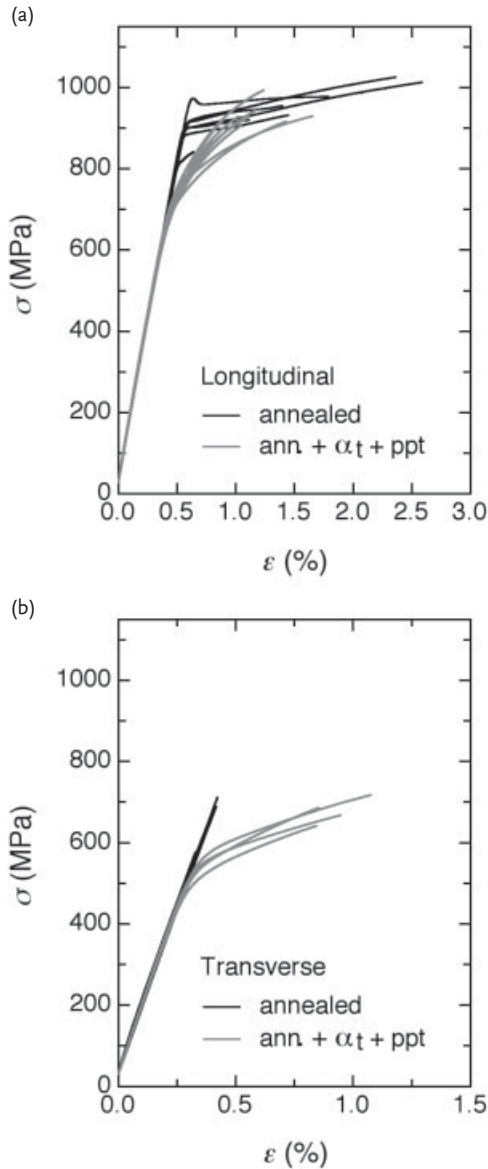 (a)
1000
800
600
400
200
0
σ (MPa)
Longitudinal
annealed
ann. + αt + ppt
0.0 0.5 1.0 1.5 2.0 2.5 3.0
ε (%)
(b)
1000
800
600
400
200
0
σ (MPa)
Transverse
annealed
ann. + αt + ppt
0.0 0.5 1.0 1.5
ε (%)